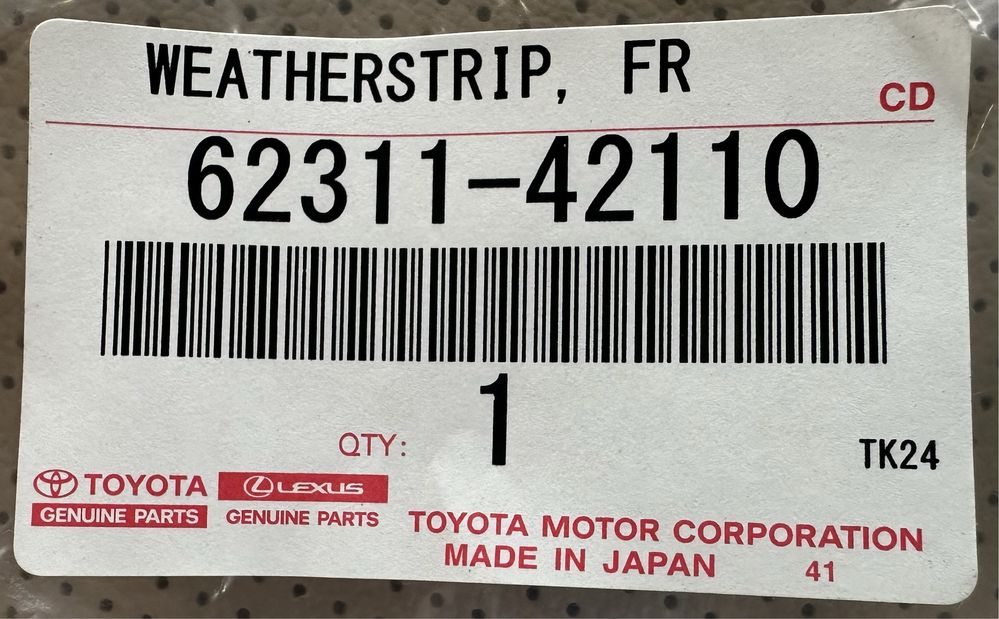 WEATHERSTRIP, FR
CD
62311-42110
1
QTY:
TK24
TOYOTA LEXUS
GENUINE PARTS GENUINE PARTS
TOYOTA MOTOR CORPORATION
MADE IN JAPAN 41